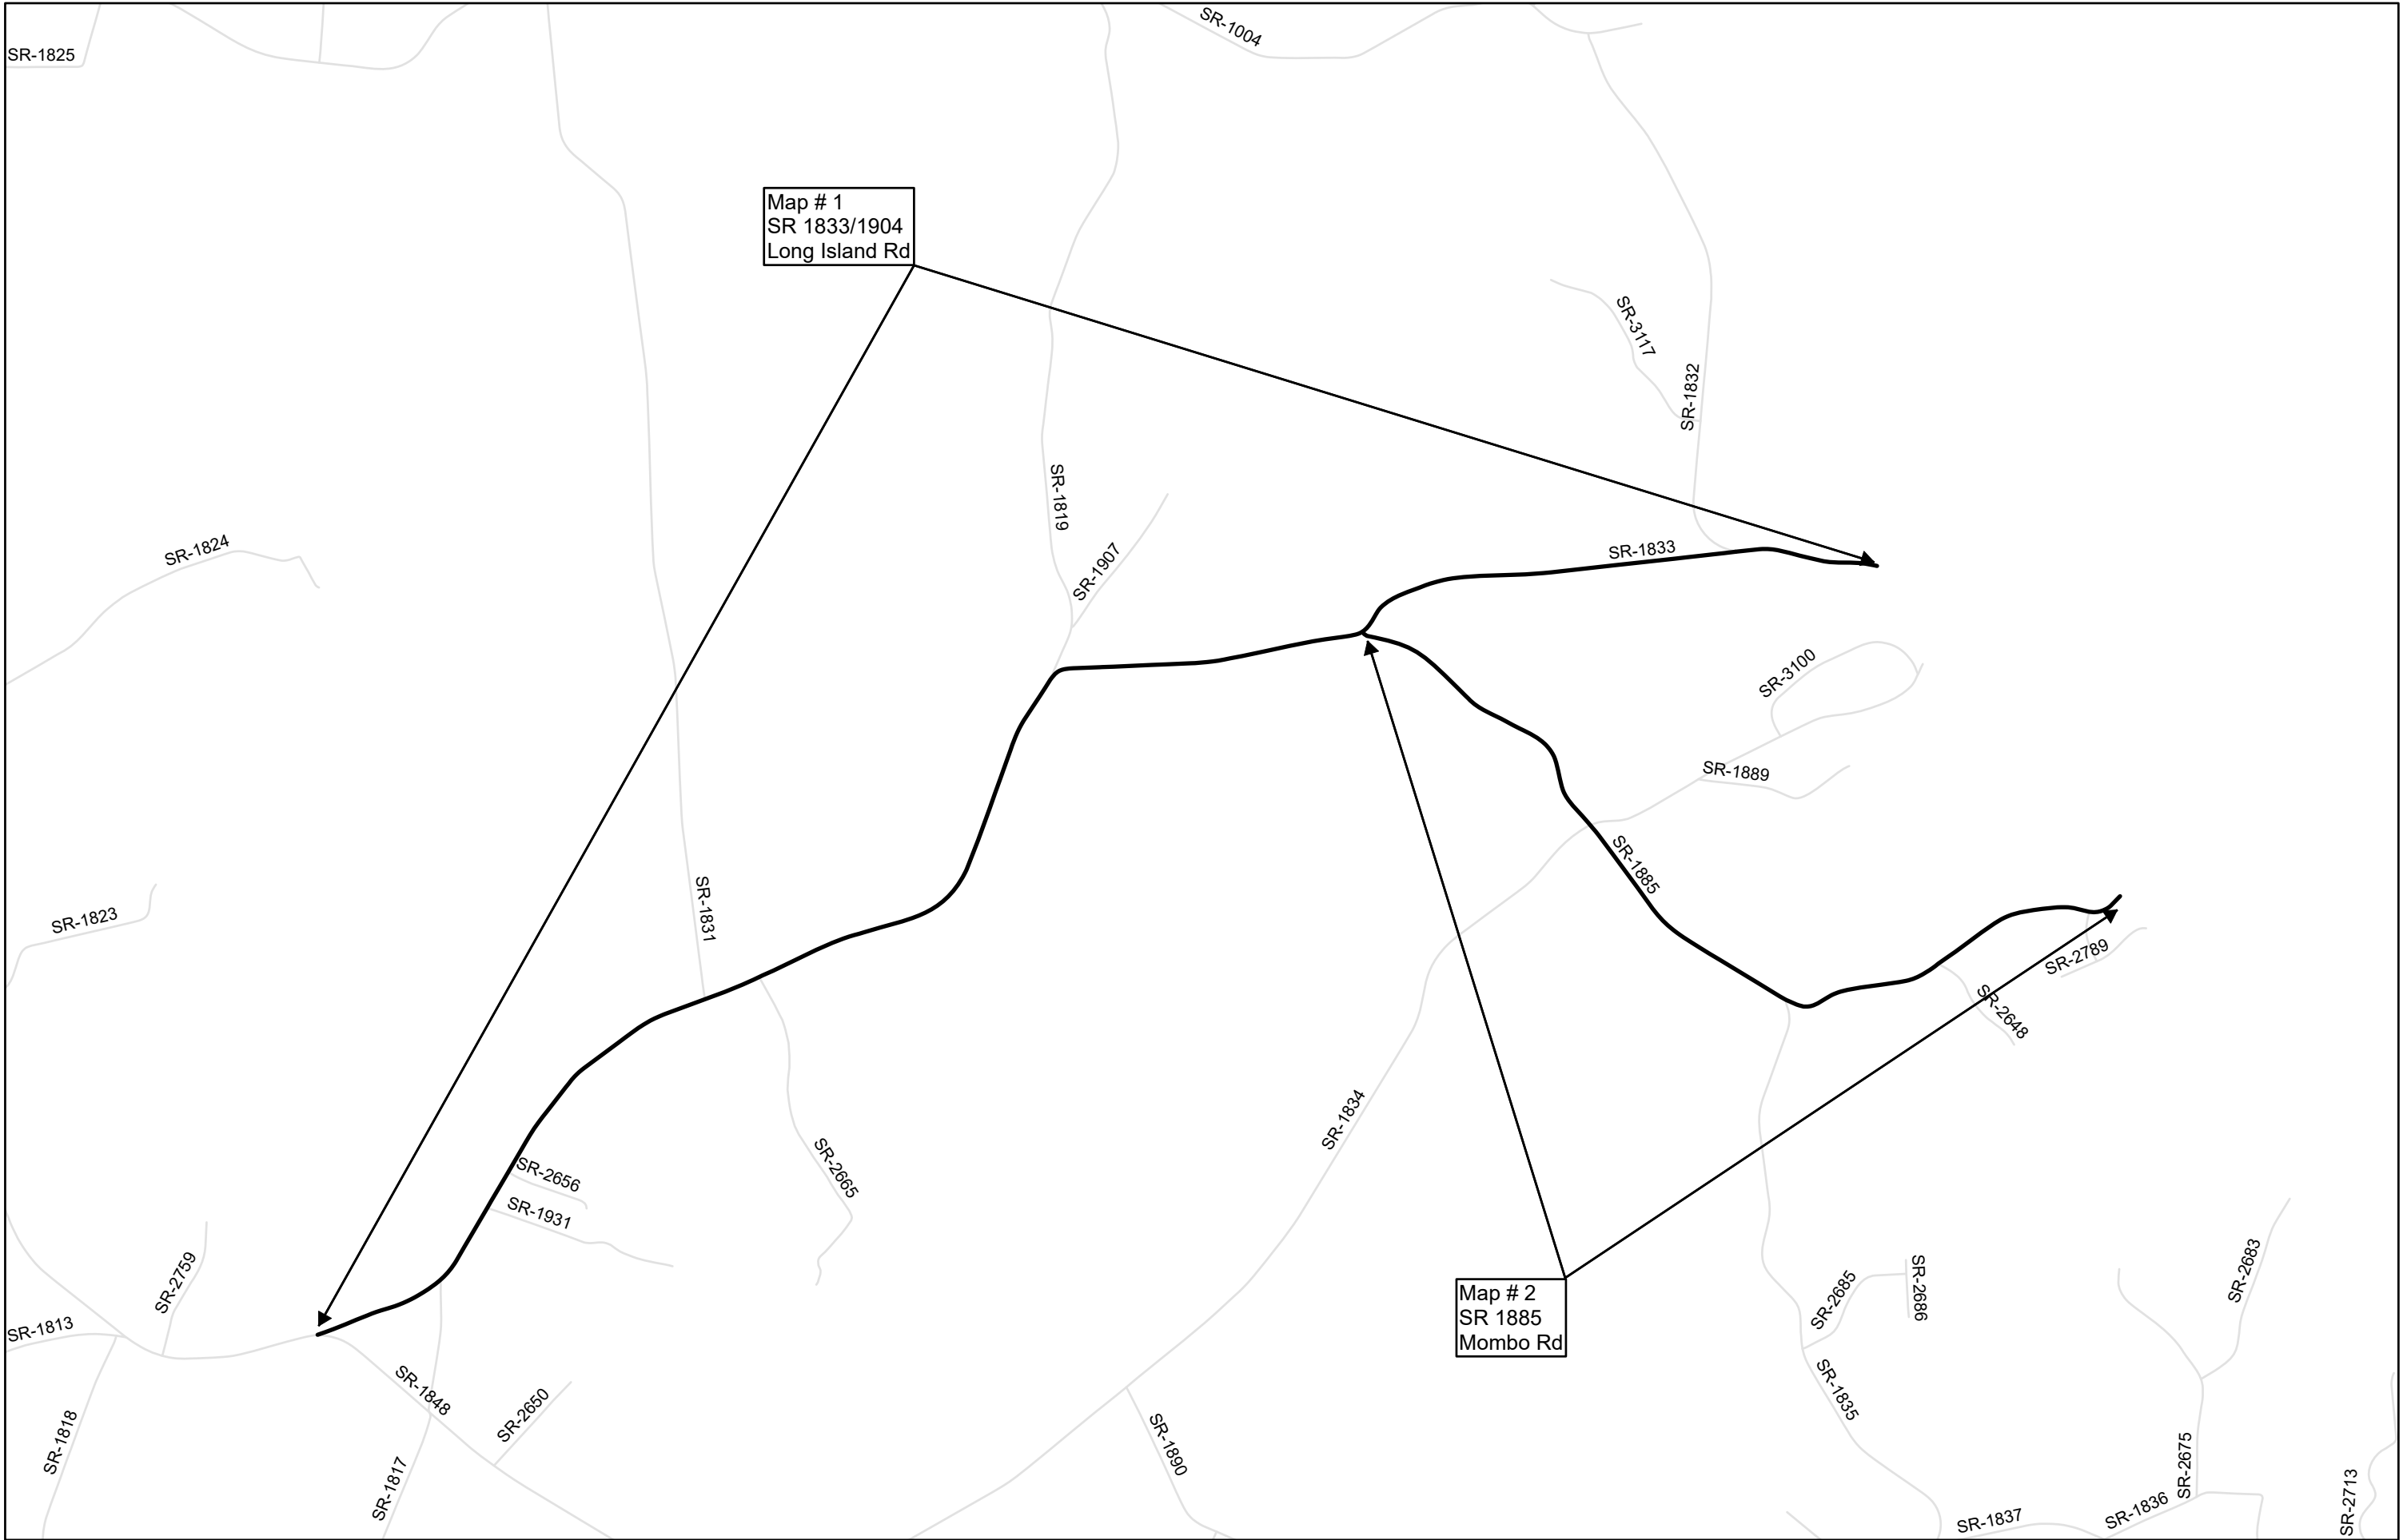 SR-1004
SR-1825
Map # 1
SR 1833/1904
Long Island Rd
SR-3117
SR-1832
SR-1819
SR-1824
SR-1907
SR-1833
SR-3100
SR-1889
SR-1885
SR-1831
SR-1823
SR-2789
SR-2648
SR-1834
SR-2665
SR-2656
SR-1931
SR-2759
SR-2683
SR-2685
SR-2686
Map # 2
SR 1885
Mombo Rd
SR-1813
SR-1848
SR-1835
SR-2650
SR-1818
SR-1890
SR-2675
SR-1817
SR-2713
SR-1836
SR-1837